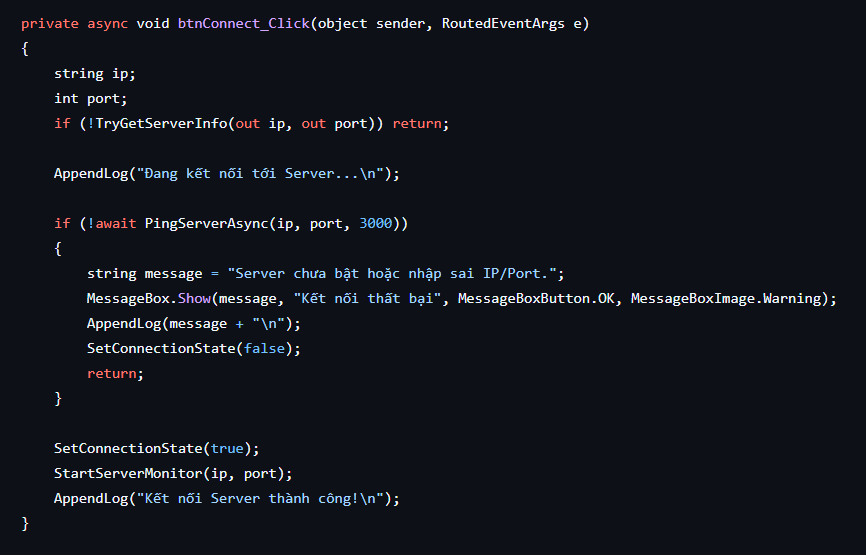 private async void btnConnect_Click(object sender, RoutedEventArgs e)
{
    string ip;
    int port;
    if (!TryGetServerInfo(out ip, out port)) return;

    AppendLog("Đang kết nối tới Server...\n");

    if (!await PingServerAsync(ip, port, 3000))
    {
        string message = "Server chưa bật hoặc nhập sai IP/Port.";
        MessageBox.Show(message, "Kết nối thất bại", MessageBoxButton.OK, MessageBoxImage.Warning);
        AppendLog(message + "\n");
        SetConnectionState(false);
        return;
    }

    SetConnectionState(true);
    StartServerMonitor(ip, port);
    AppendLog("Kết nối Server thành công!\n");
}